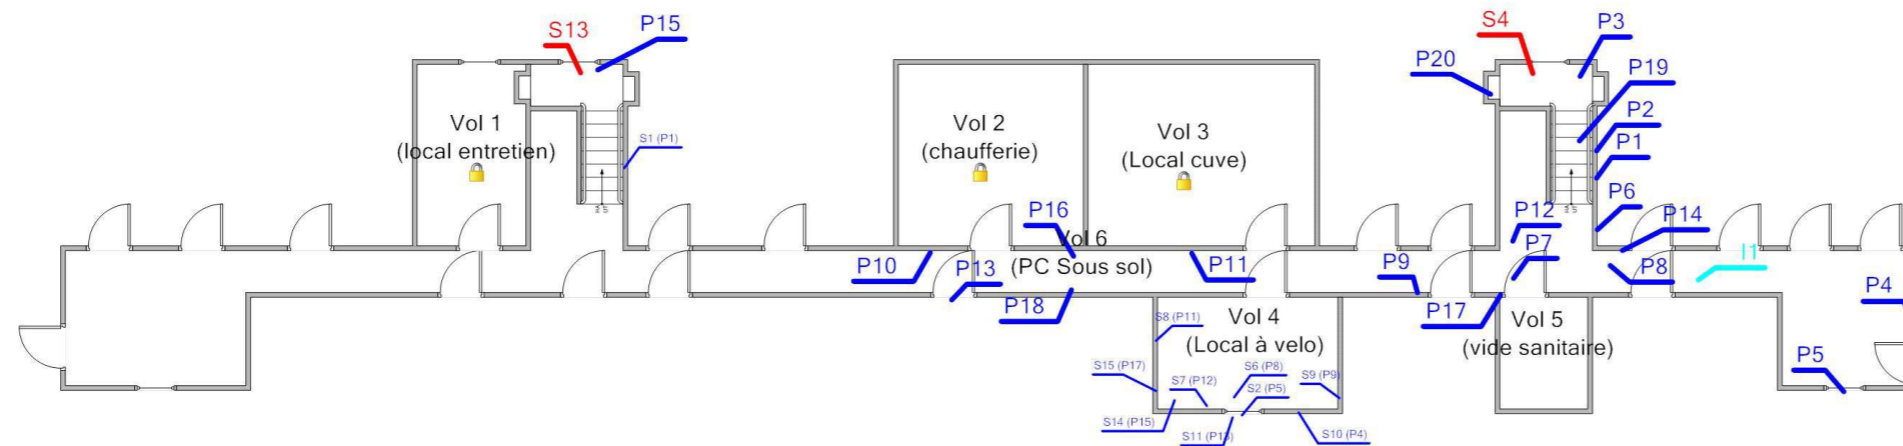 S13
P15
S4
P3
P20
P19
P2
P1
P6
P14
P12
P7
P8
I1
P4
P5
Vol 1
(local entretien)
S1 (P1)
Vol 2
(chaufferie)
Vol 3
(Local cuve)
P16
Vol 6
(PC Sous sol)
P10
P13
P18
P11
P9
P17
Vol 4
(Local à velo)
Vol 5
(vide sanitaire)
S8 (P11)
S15 (P17)
S7 (P12)
S6 (P8)
S2 (P5)
S9 (P9)
S14 (P15)
S11 (P13)
S10 (P4)